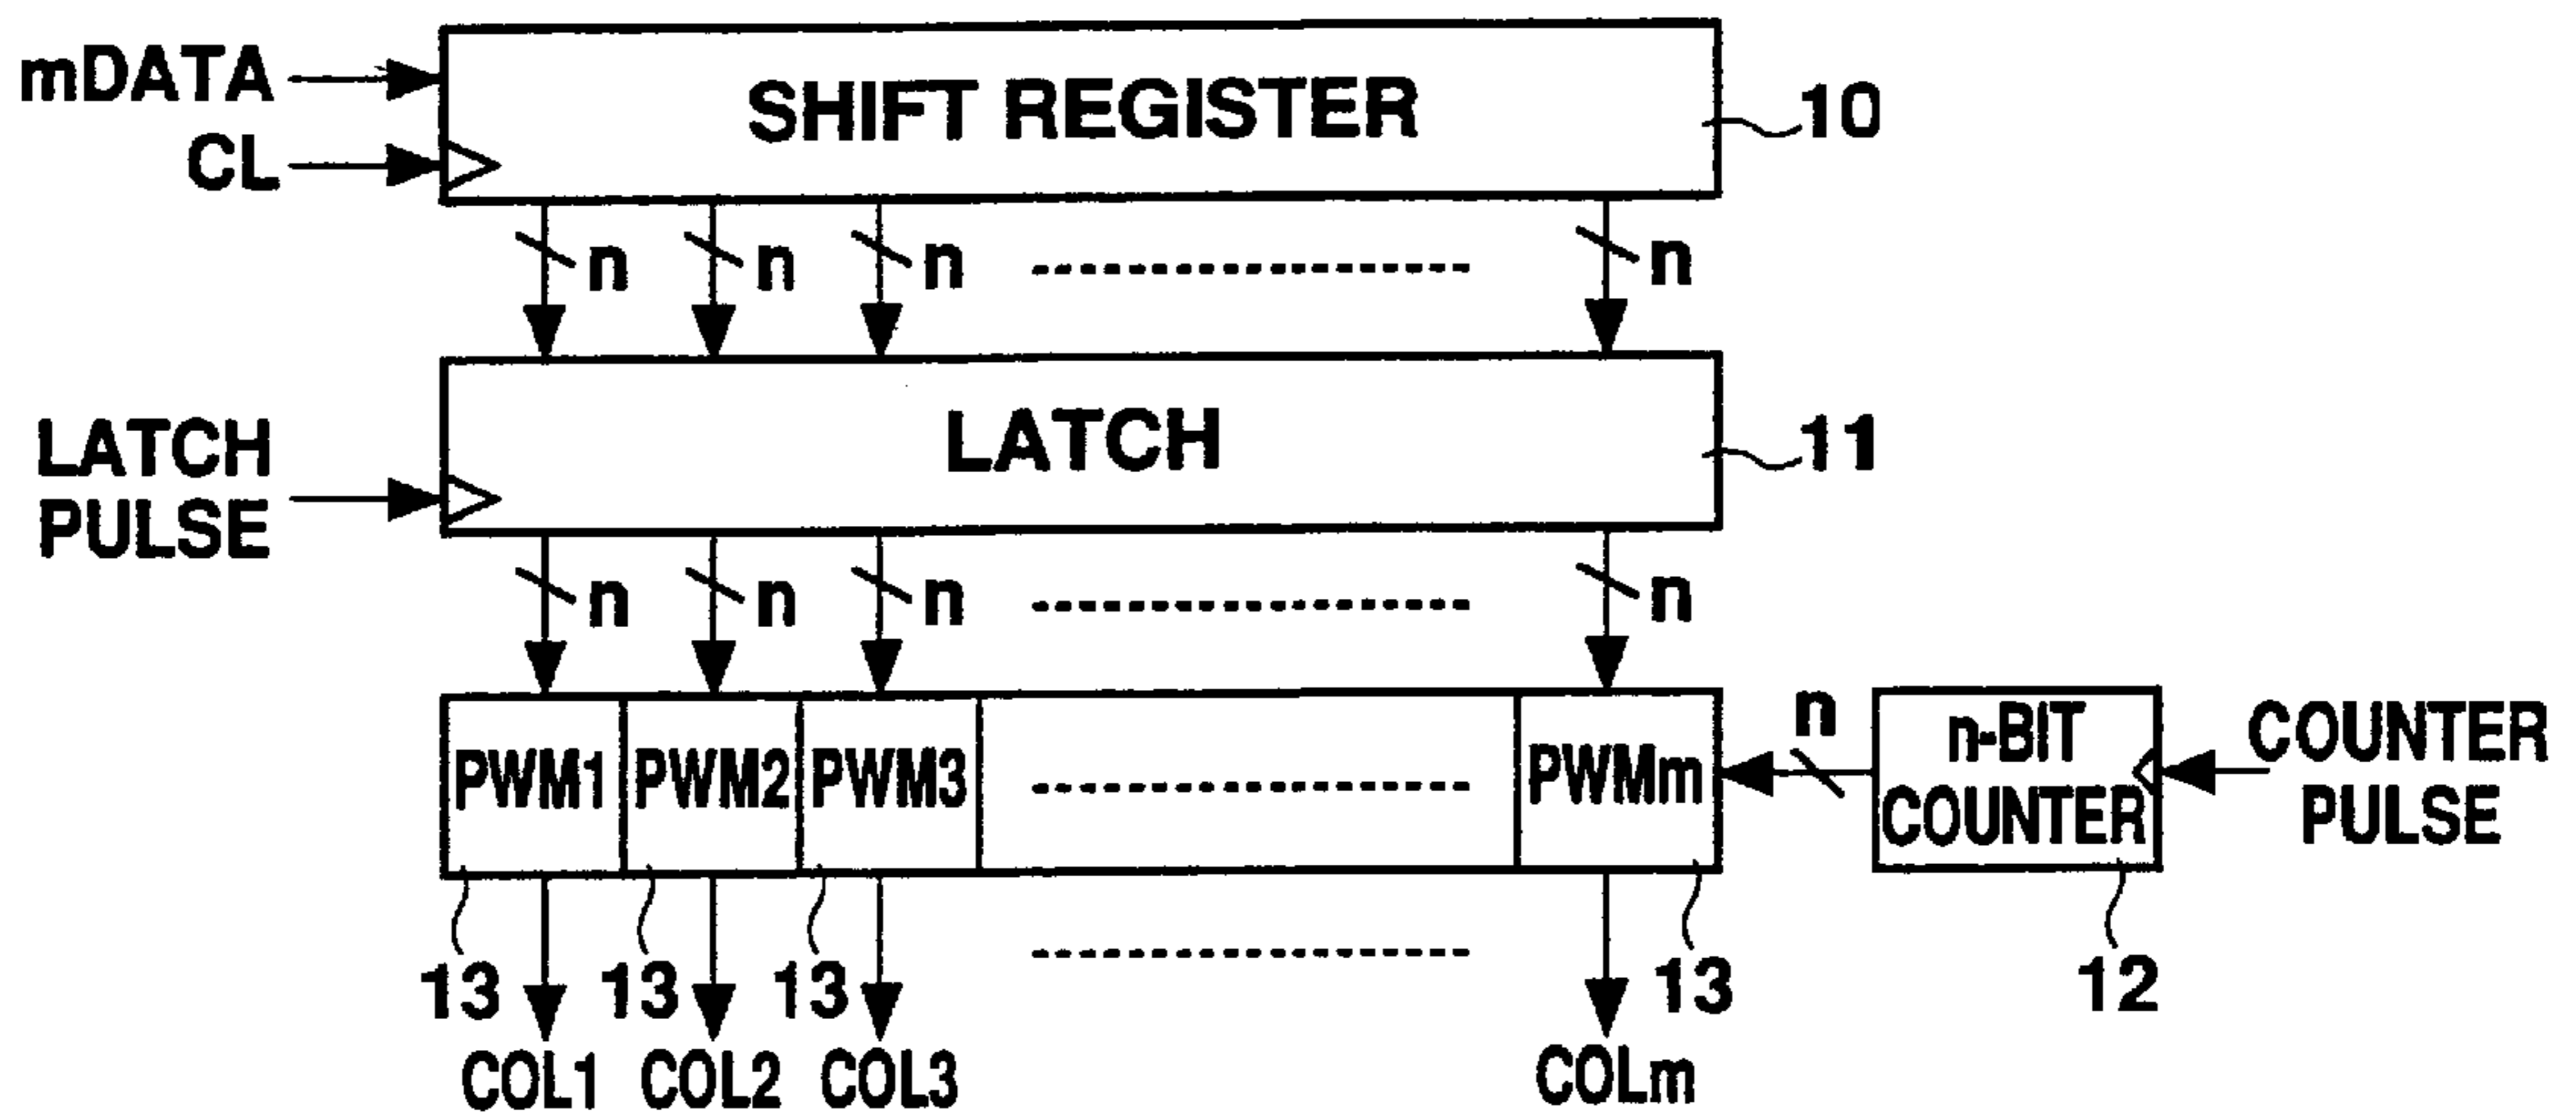 mDATA
SHIFT REGISTER
10
CL
n n n n
LATCH
PULSE
LATCH
11
n n n n
PWM1 PWM2 PWM3 PWMm
n
n-BIT
COUNTER
COUNTER
PULSE
13 13 13 13 12
COL1 COL2 COL3 COLm